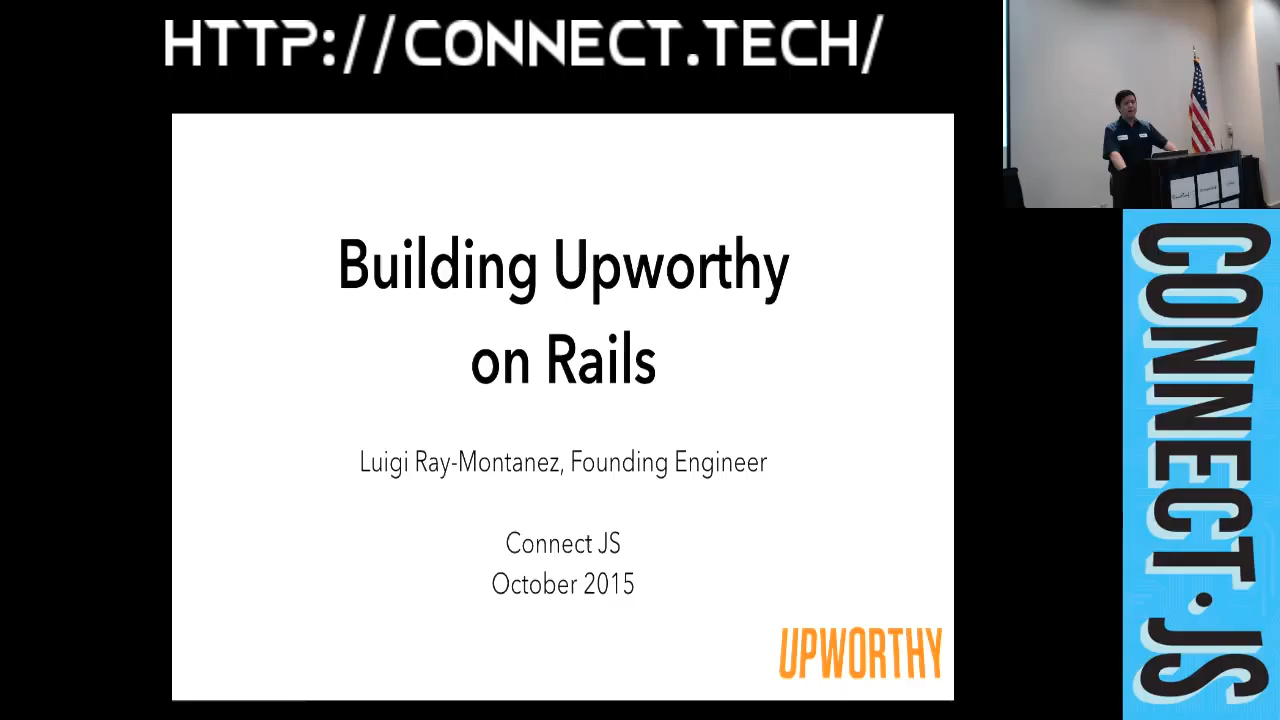 HTTP://CONNECT.TECH/
Building Upworthy
on Rails
Luigi Ray-Montanez, Founding Engineer
Connect JS
October 2015
UPWORTHY
CONNECT.JS